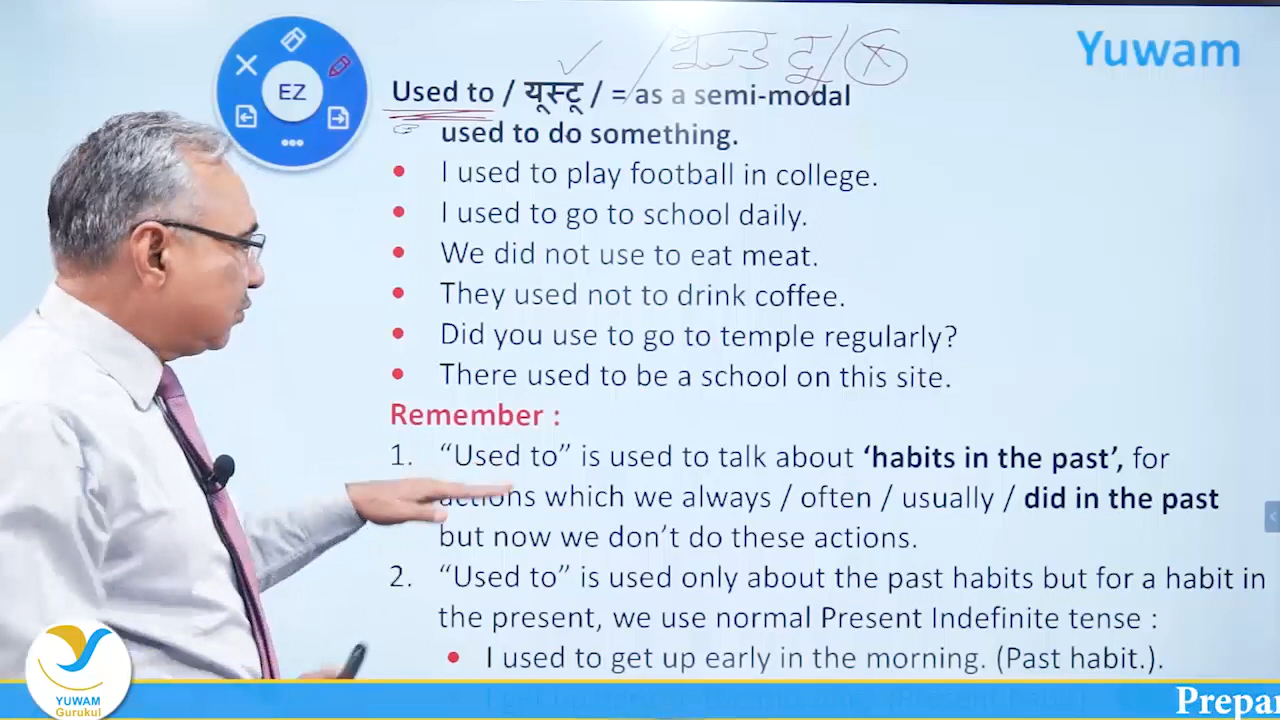 Yuwam
EZ
यूज्ड टू
Used to / यूस्टू / = as a semi-modal
used to do something.
• I used to play football in college.
• I used to go to school daily.
• We did not use to eat meat.
• They used not to drink coffee.
• Did you use to go to temple regularly?
• There used to be a school on this site.
Remember :
1. “Used to” is used to talk about ‘habits in the past’, for
actions which we always / often / usually / did in the past
but now we don’t do these actions.
2. “Used to” is used only about the past habits but for a habit in
the present, we use normal Present Indefinite tense :
• I used to get up early in the morning. (Past habit.).
YUWAM
Gurukul
Prepar